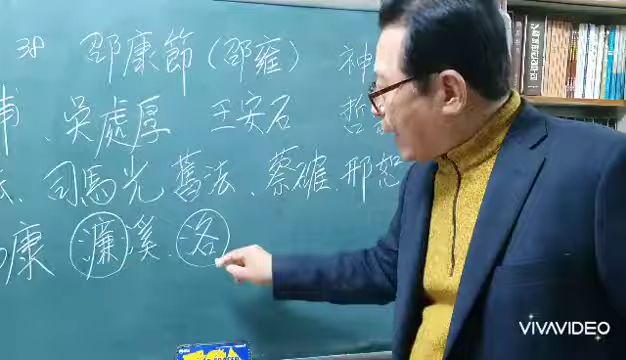 38 邵康節(邵雍) 神
甫、吳處厚 王安石 哲
法、司馬光 舊法、蔡確、邢恕
康 濂溪 洛
VIVAVIDEO